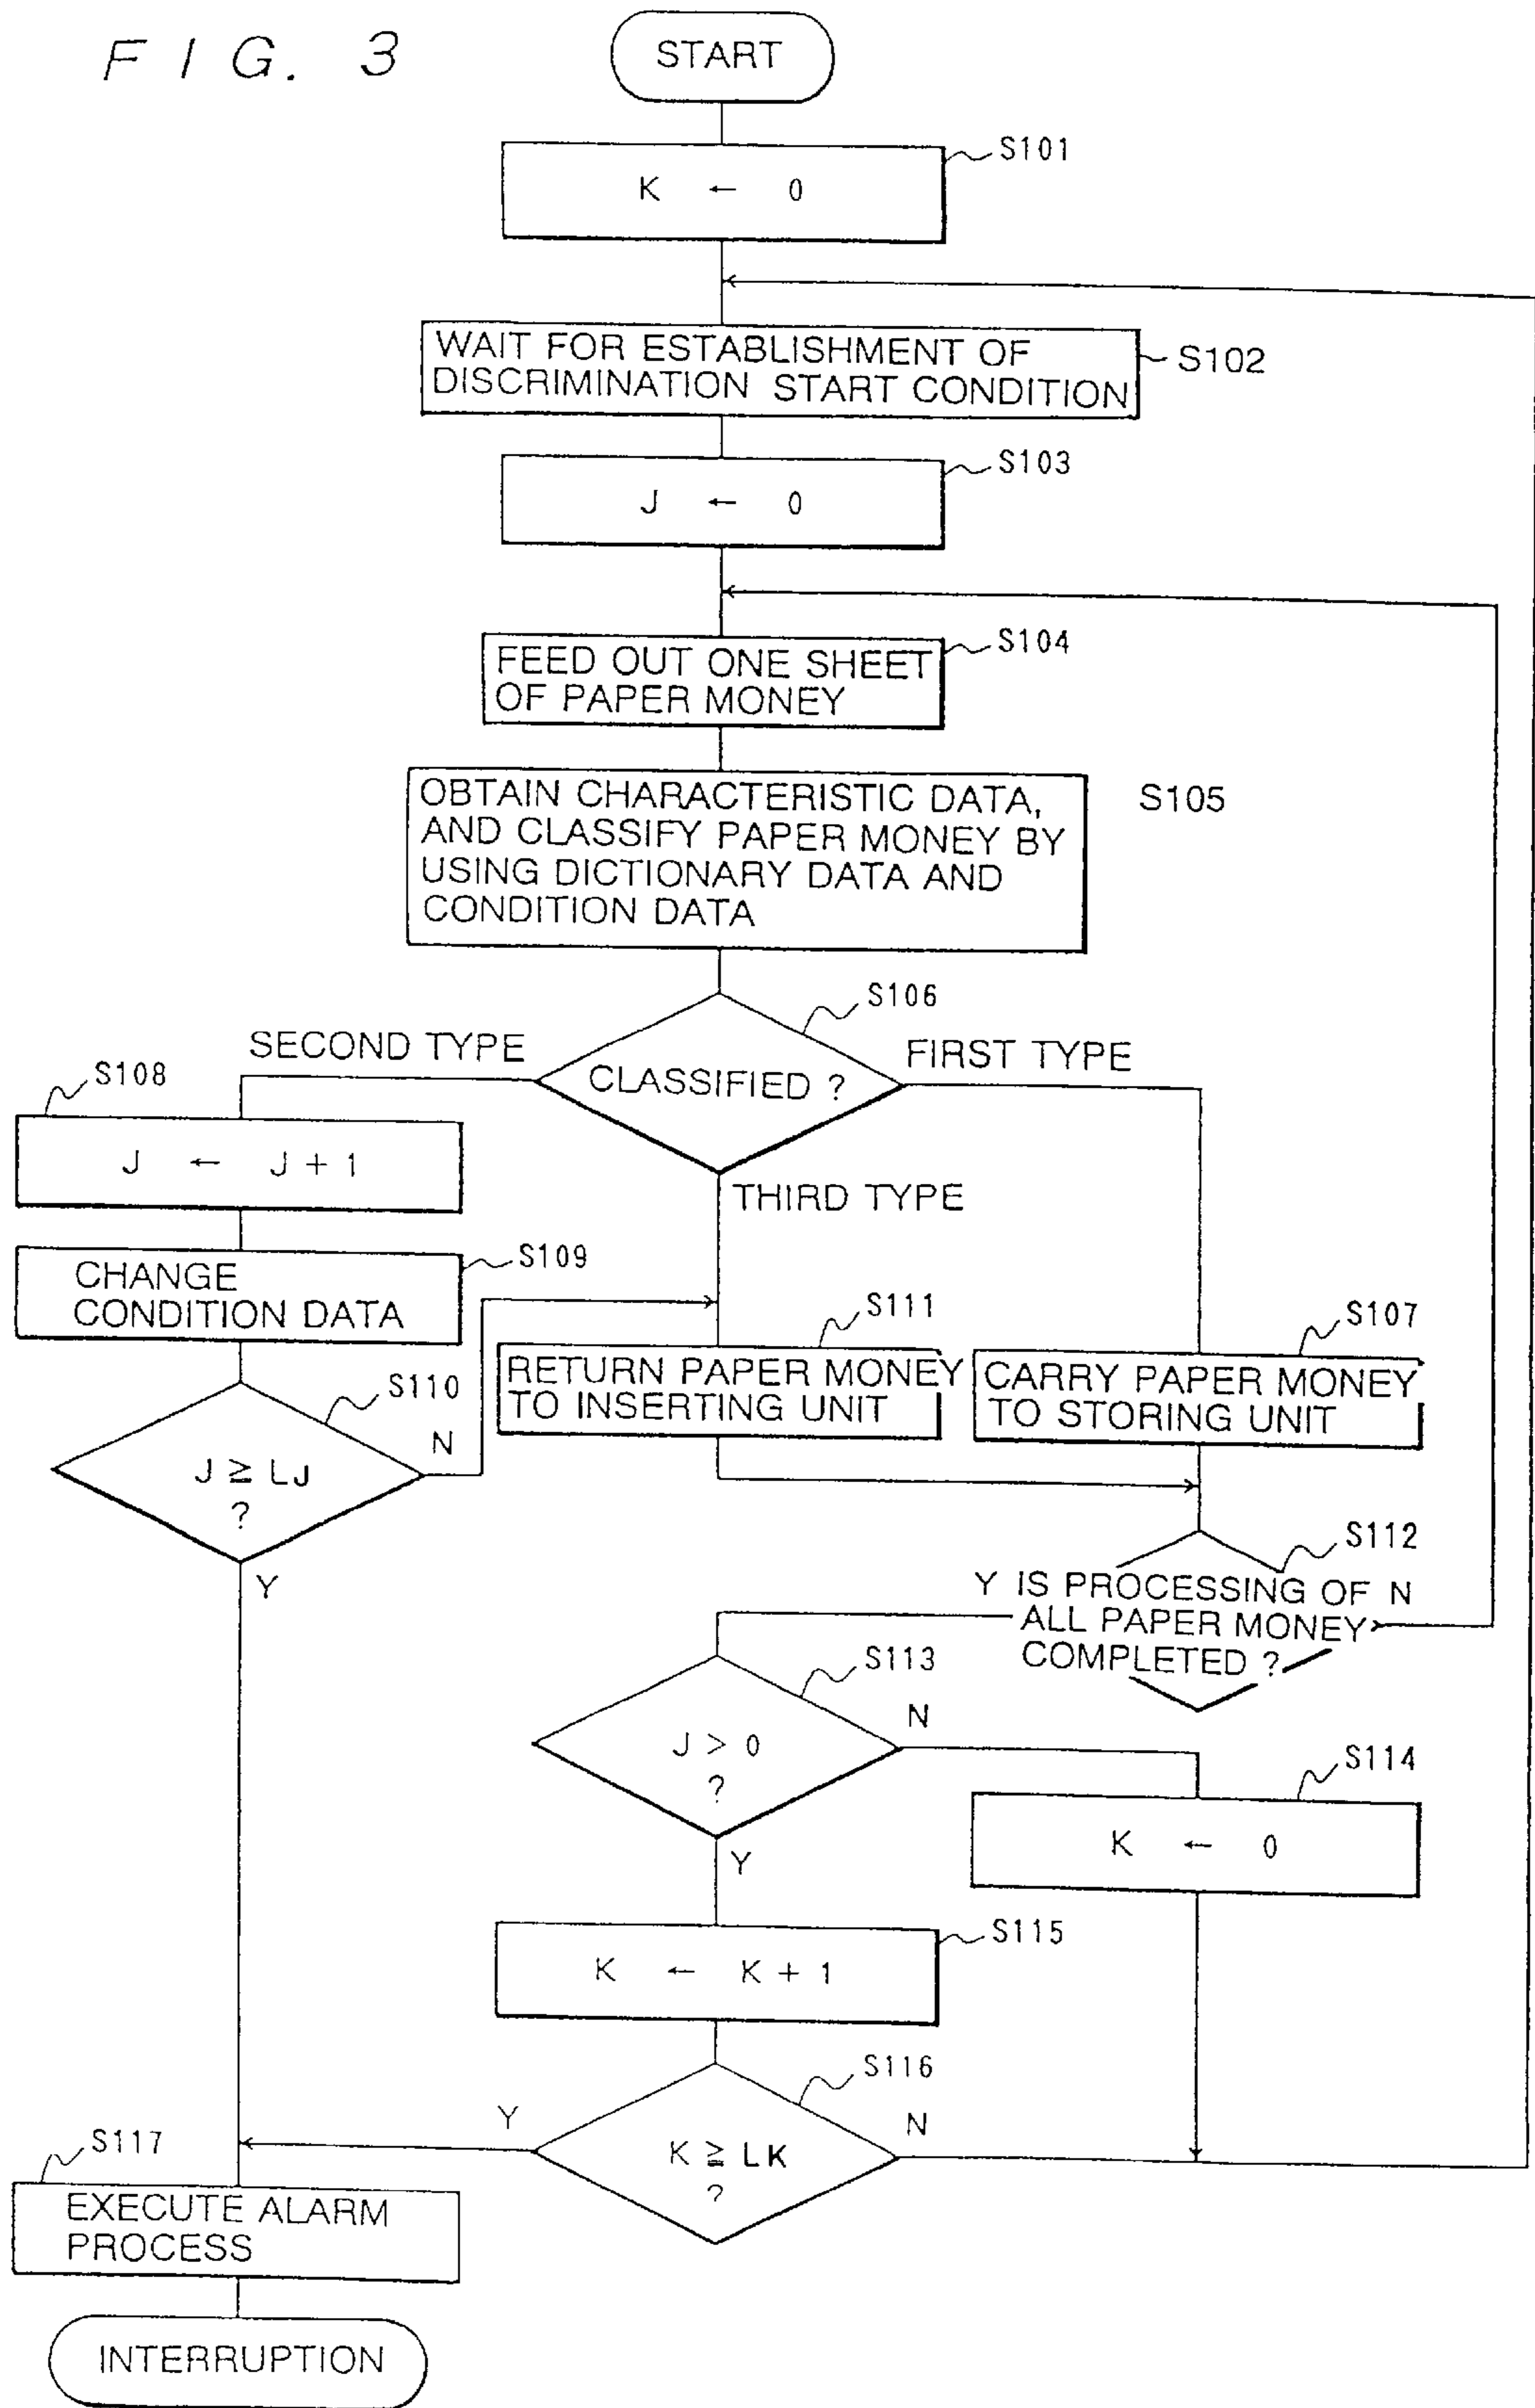 FIG. 3
START
S101
K ← 0
WAIT FOR ESTABLISHMENT OF
DISCRIMINATION START CONDITION
S102
S103
J ← 0
S104
FEED OUT ONE SHEET
OF PAPER MONEY
OBTAIN CHARACTERISTIC DATA,
AND CLASSIFY PAPER MONEY BY
USING DICTIONARY DATA AND
CONDITION DATA
S105
S106
SECOND TYPE
FIRST TYPE
CLASSIFIED ?
THIRD TYPE
S108
J ← J + 1
S109
CHANGE
CONDITION DATA
S110
J ≧ LJ
?
N
Y
S111
RETURN PAPER MONEY
TO INSERTING UNIT
S107
CARRY PAPER MONEY
TO STORING UNIT
S112
Y IS PROCESSING OF N
ALL PAPER MONEY
COMPLETED ?
S113
J > 0
?
N
Y
S114
K ← 0
S115
K ← K + 1
S116
Y
N
K ≧ LK
?
S117
EXECUTE ALARM
PROCESS
INTERRUPTION